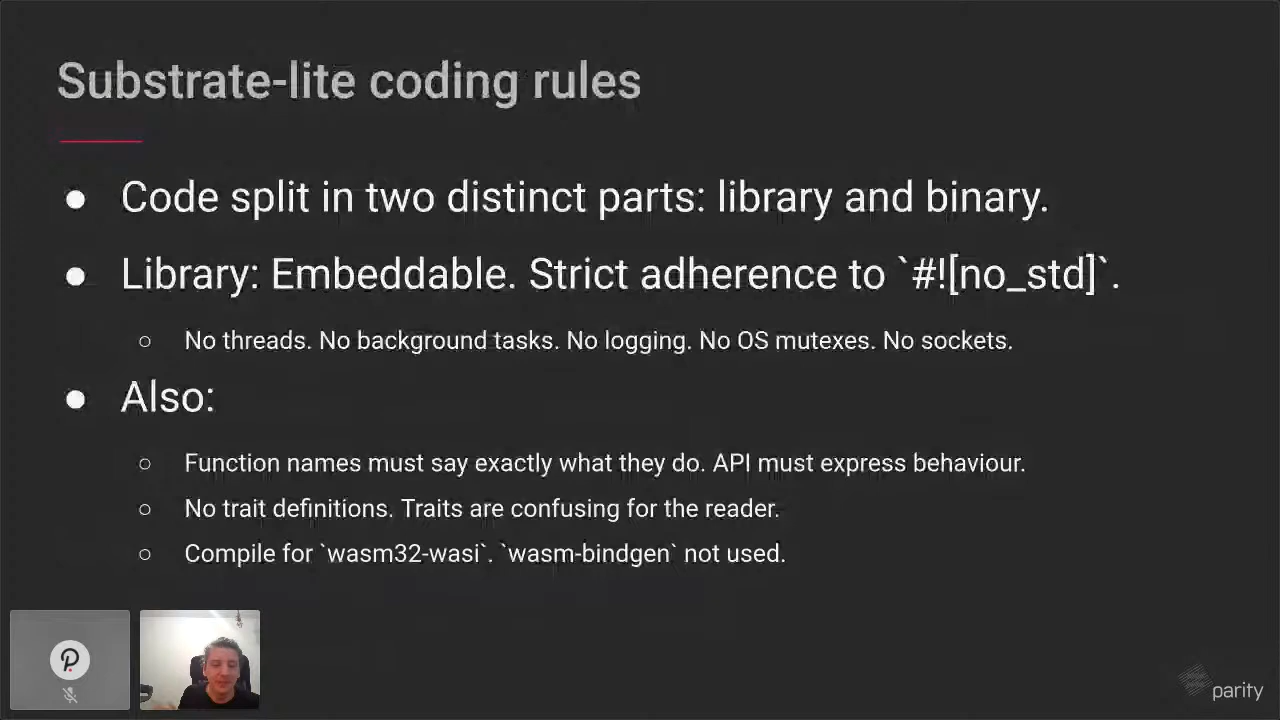 Substrate-lite coding rules
● Code split in two distinct parts: library and binary.
● Library: Embeddable. Strict adherence to `#![no_std]`.
○ No threads. No background tasks. No logging. No OS mutexes. No sockets.
● Also:
○ Function names must say exactly what they do. API must express behaviour.
○ No trait definitions. Traits are confusing for the reader.
○ Compile for `wasm32-wasi`. `wasm-bindgen` not used.
parity